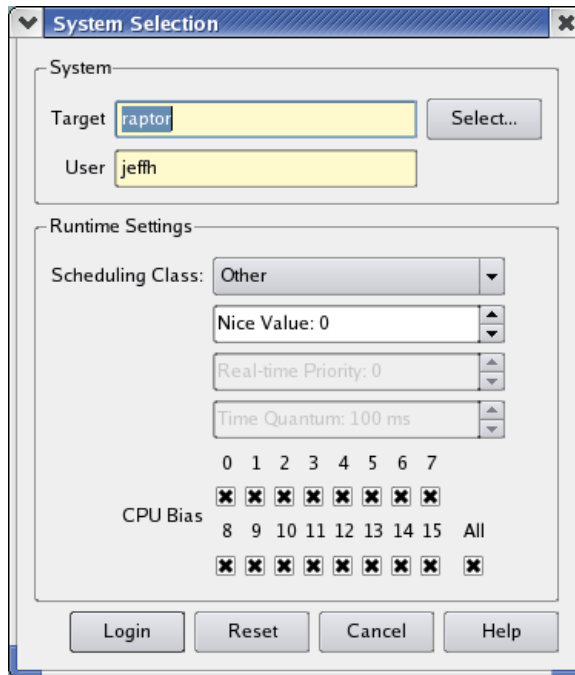 System Selection
System
Target raptor Select...
User jeffh
Runtime Settings
Scheduling Class: Other
Nice Value: 0
Real-time Priority: 0
Time Quantum: 100 ms
0 1 2 3 4 5 6 7
CPU Bias
8 9 10 11 12 13 14 15 All
Login Reset Cancel Help